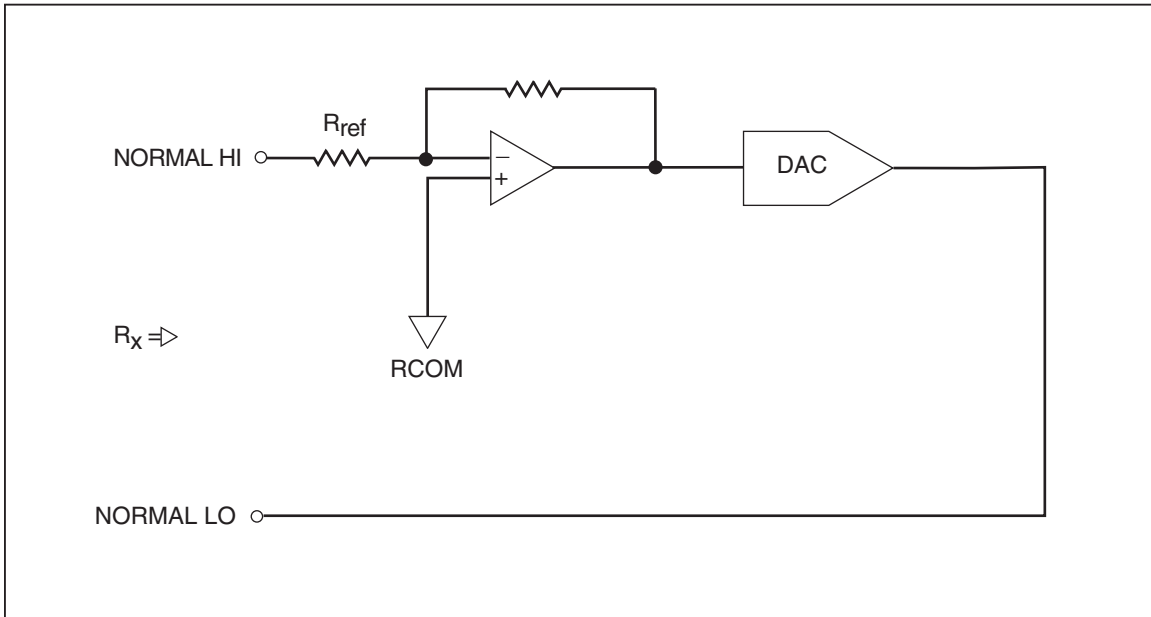 Rref
NORMAL HI
−
+
DAC
Rx
RCOM
NORMAL LO